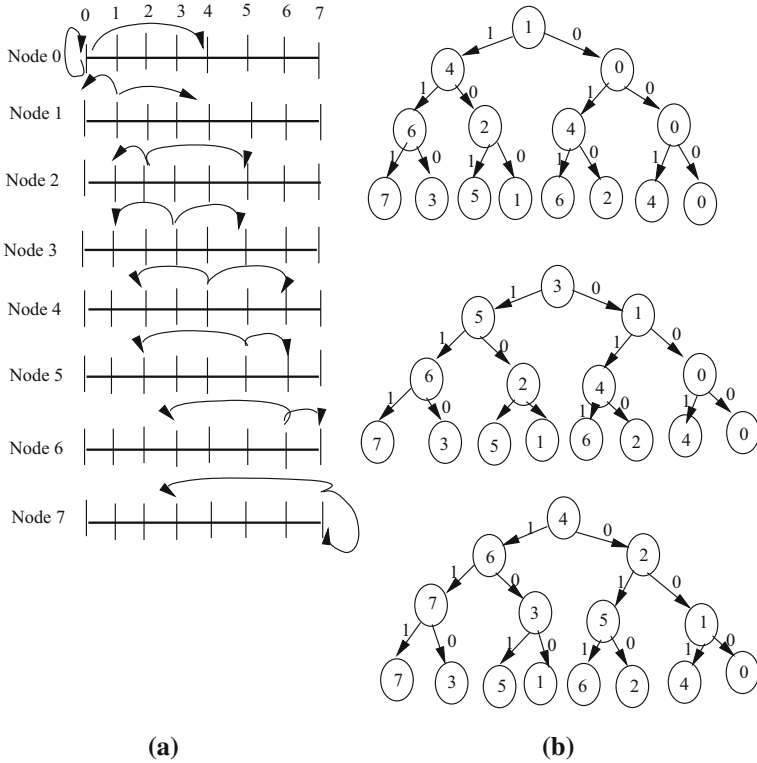 0 1 2 3 4 5 6 7
Node 0
Node 1
Node 2
Node 3
Node 4
Node 5
Node 6
Node 7
(a)
1
1 0
4 0
1 0 1 0
6 2 4 0
1 0 1 0 1 0 1 0
7 3 5 1 6 2 4 0
3
1 0
5 1
1 0 1 0
6 2 4 0
1 0 1 0 1 0
7 3 5 1 6 2 4 0
4
1 0
6 2
1 0 1 0
7 3 5 1
1 0 1 0 1 0 1 0
7 3 5 1 6 2 4 0
(b)